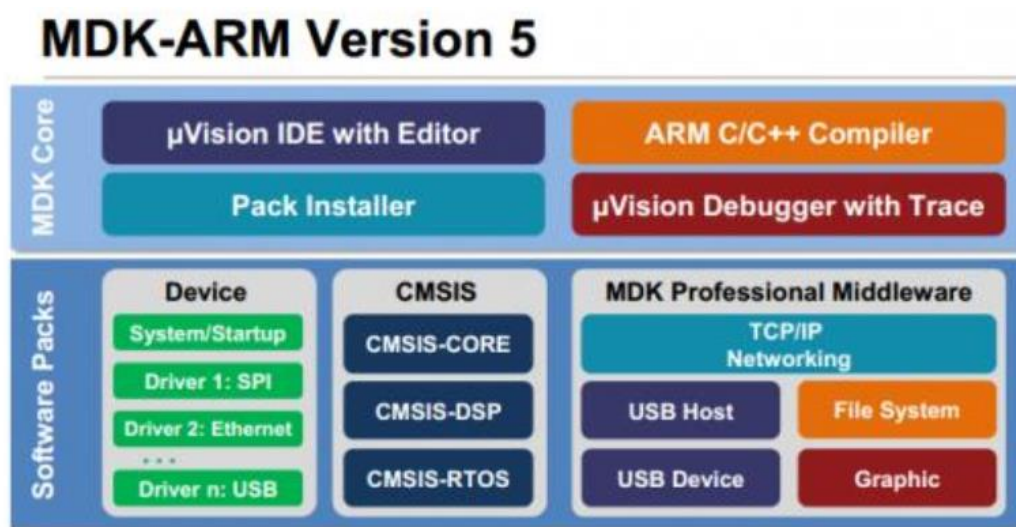 MDK-ARM Version 5
MDK Core
µVision IDE with Editor
ARM C/C++ Compiler
Pack Installer
µVision Debugger with Trace
Software Packs
Device
System/Startup
Driver 1: SPI
Driver 2: Ethernet
...
Driver n: USB
CMSIS
CMSIS-CORE
CMSIS-DSP
CMSIS-RTOS
MDK Professional Middleware
TCP/IP
Networking
USB Host
File System
USB Device
Graphic